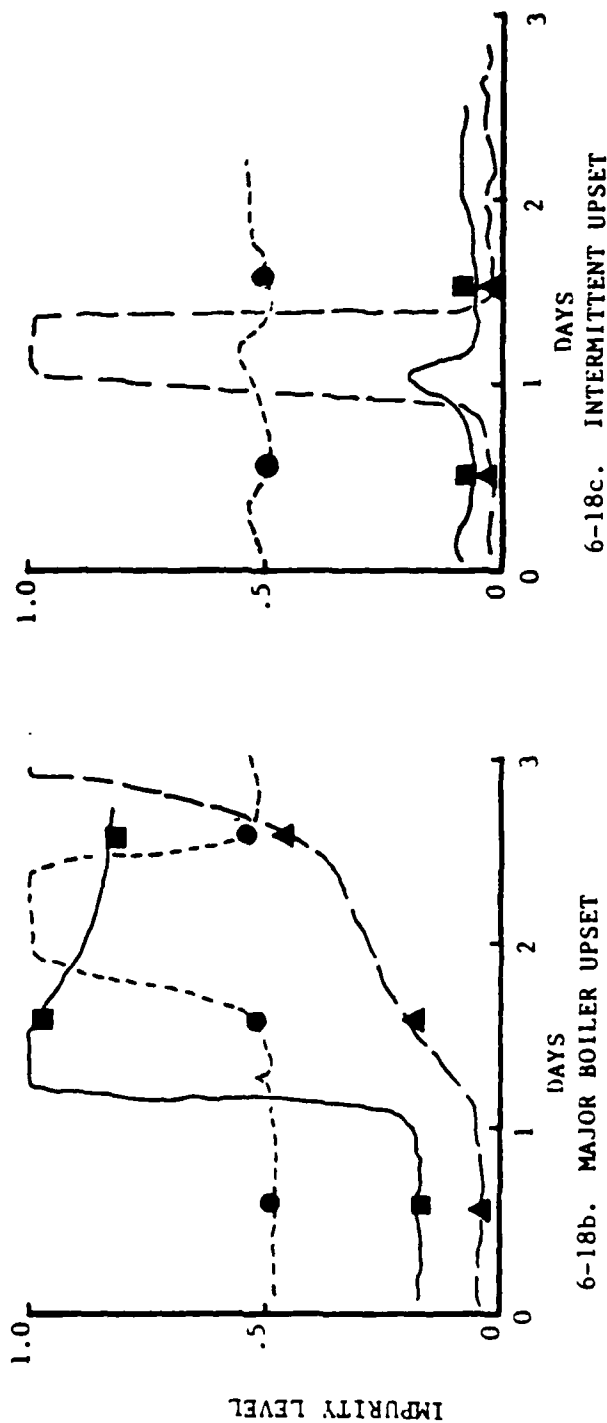 IMPURITY LEVEL
1.0
.5
0
0
1
2
3
DAYS
6-18b. MAJOR BOILER UPSET
1.0
.5
0
0
1
2
3
DAYS
6-18c. INTERMITTENT UPSET